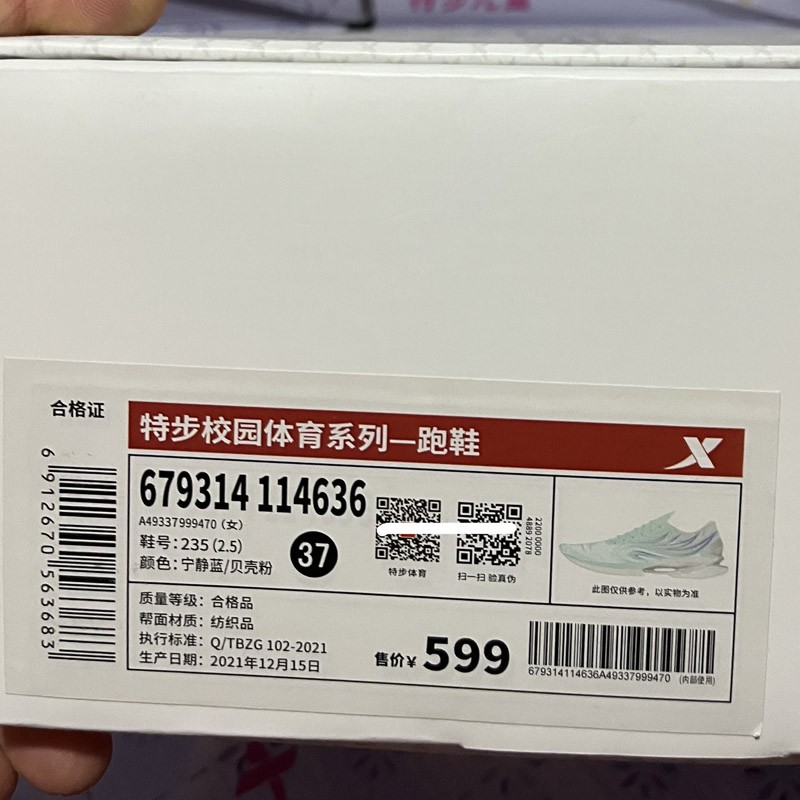 合格证
特步校园体育系列—跑鞋
679314 114636
A49337999470 (女)
鞋号:235 (2.5)
37
颜色:宁静蓝/贝壳粉
特步体育
扫一扫 验真伪
2200 0000
4889 2078
此图仅供参考，以实物为准
质量等级：合格品
帮面材质：纺织品
执行标准：Q/TBZG 102-2021
生产日期：2021年12月15日
售价¥ 599
679314114636A49337999470 (内部使用)
6 912670 563683